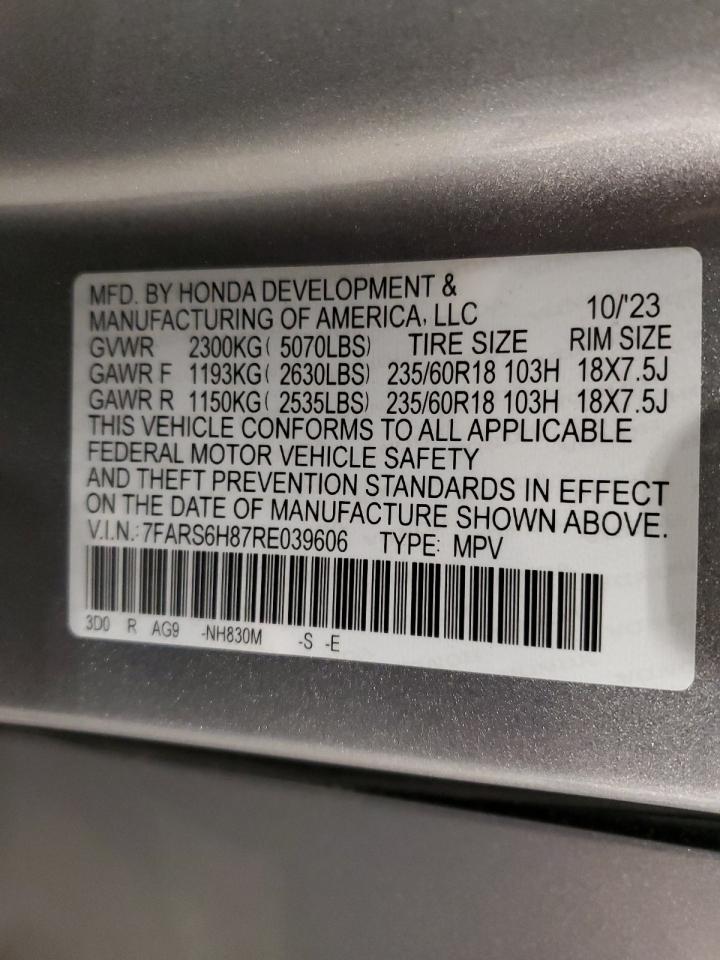 MFD. BY HONDA DEVELOPMENT &
MANUFACTURING OF AMERICA, LLC 10/'23
GVWR 2300KG( 5070LBS) TIRE SIZE RIM SIZE
GAWR F 1193KG( 2630LBS) 235/60R18 103H 18X7.5J
GAWR R 1150KG( 2535LBS) 235/60R18 103H 18X7.5J
THIS VEHICLE CONFORMS TO ALL APPLICABLE
FEDERAL MOTOR VEHICLE SAFETY
AND THEFT PREVENTION STANDARDS IN EFFECT
ON THE DATE OF MANUFACTURE SHOWN ABOVE.
V.I.N.: 7FARS6H87RE039606 TYPE: MPV
3D0 R AG9 -NH830M -S -E